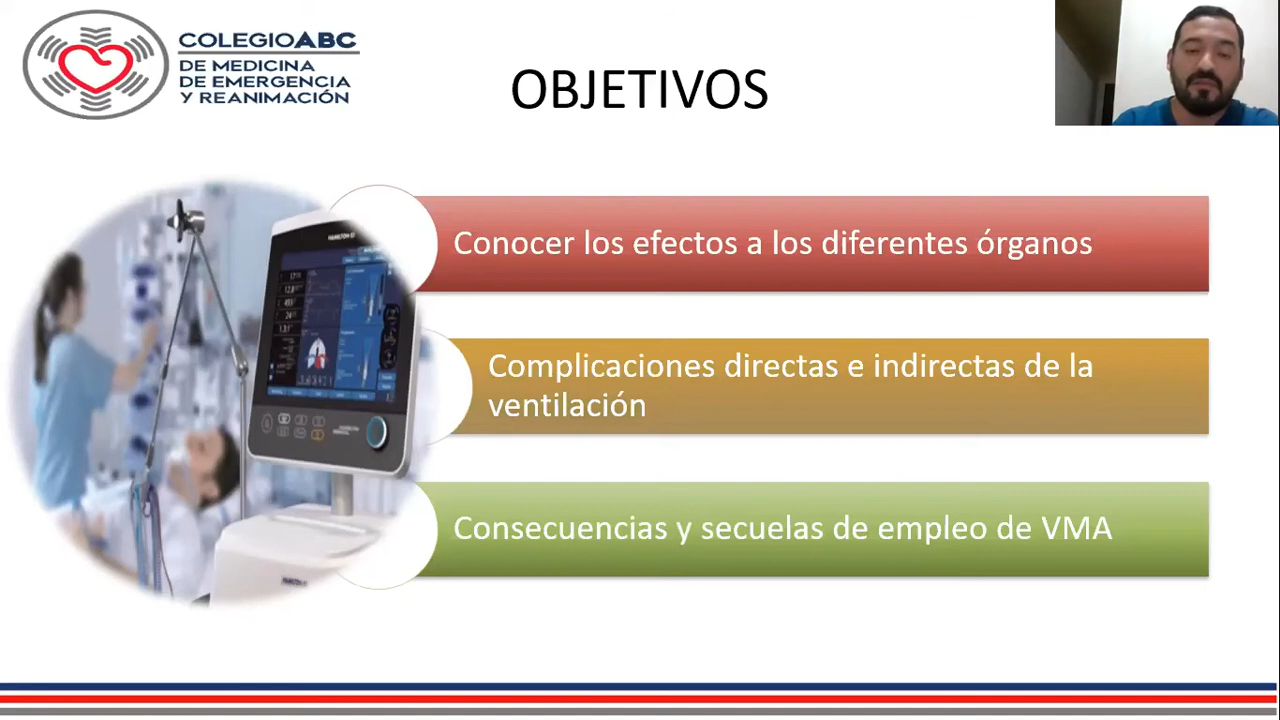 COLEGIOABC
DE MEDICINA
DE EMERGENCIA
Y REANIMACIÓN
OBJETIVOS
HAMILTON
Conocer los efectos a los diferentes órganos
Complicaciones directas e indirectas de la
ventilación
Consecuencias y secuelas de empleo de VMA